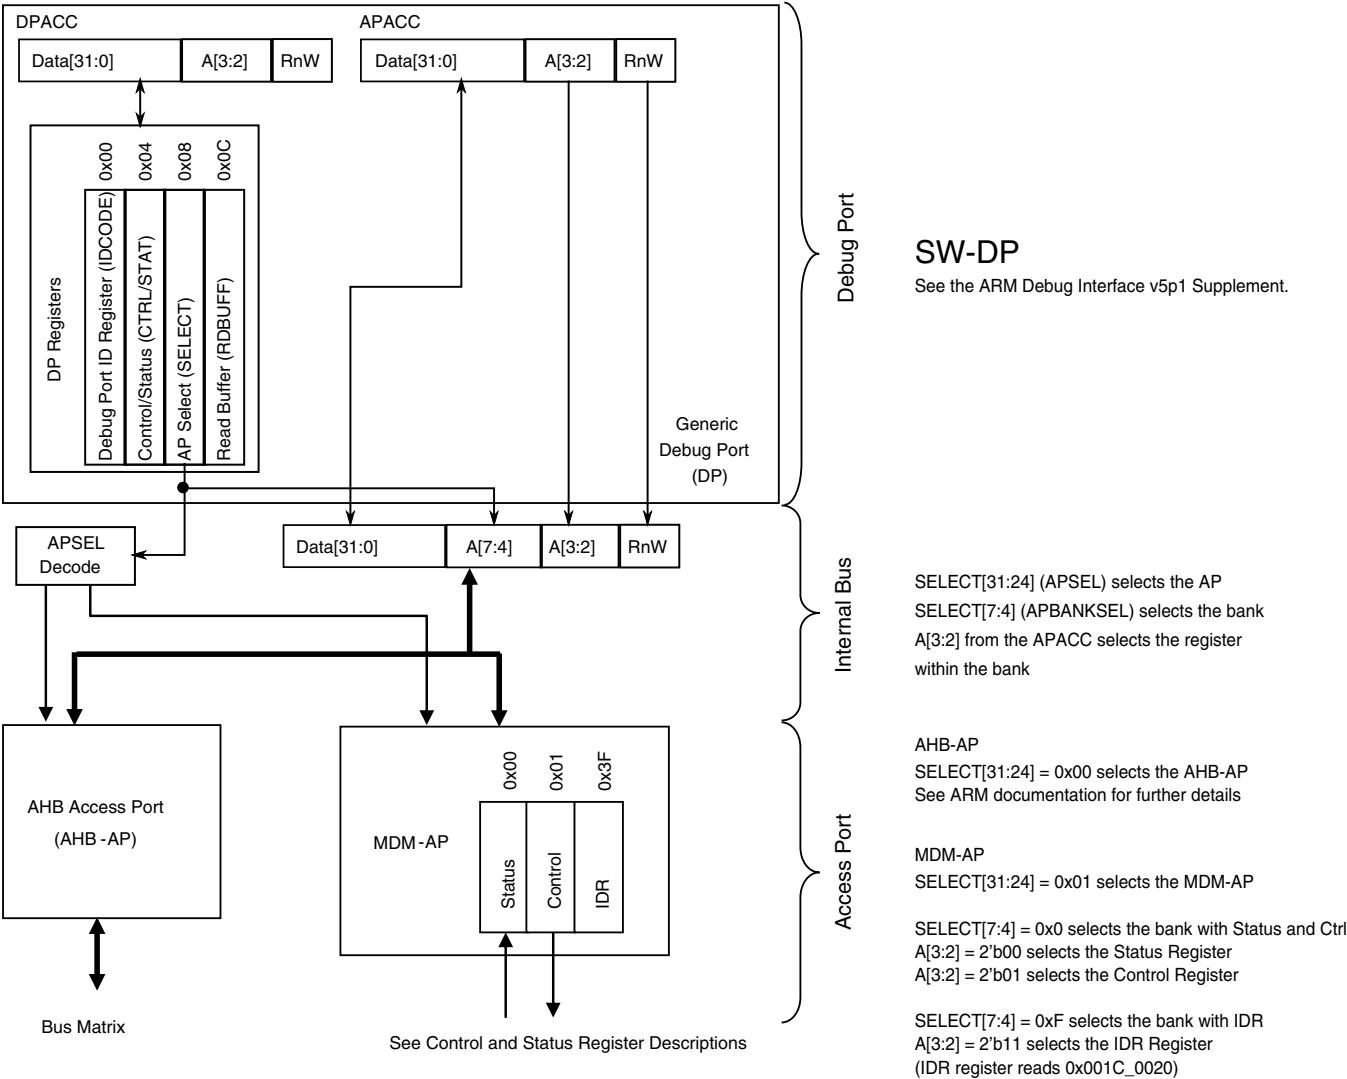 DPACC
APACC
Data[31:0] A[3:2] RnW
Data[31:0] A[3:2] RnW
0x00
0x04
0x08
0x0C
DP Registers
Debug Port ID Register (IDCODE)
Control/Status (CTRL/STAT)
AP Select (SELECT)
Read Buffer (RDBUFF)
Generic
Debug Port
(DP)
Debug Port
SW-DP
See the ARM Debug Interface v5p1 Supplement.
APSEL
Decode
Data[31:0] A[7:4] A[3:2] RnW
Internal Bus
SELECT[31:24] (APSEL) selects the AP
SELECT[7:4] (APBANKSEL) selects the bank
A[3:2] from the APACC selects the register
within the bank
AHB Access Port
(AHB -AP)
Bus Matrix
MDM-AP
0x00
0x01
0x3F
Status
Control
IDR
See Control and Status Register Descriptions
Access Port
AHB-AP
SELECT[31:24] = 0x00 selects the AHB-AP
See ARM documentation for further details
MDM-AP
SELECT[31:24] = 0x01 selects the MDM-AP
SELECT[7:4] = 0x0 selects the bank with Status and Ctrl
A[3:2] = 2'b00 selects the Status Register
A[3:2] = 2'b01 selects the Control Register
SELECT[7:4] = 0xF selects the bank with IDR
A[3:2] = 2'b11 selects the IDR Register
(IDR register reads 0x001C_0020)